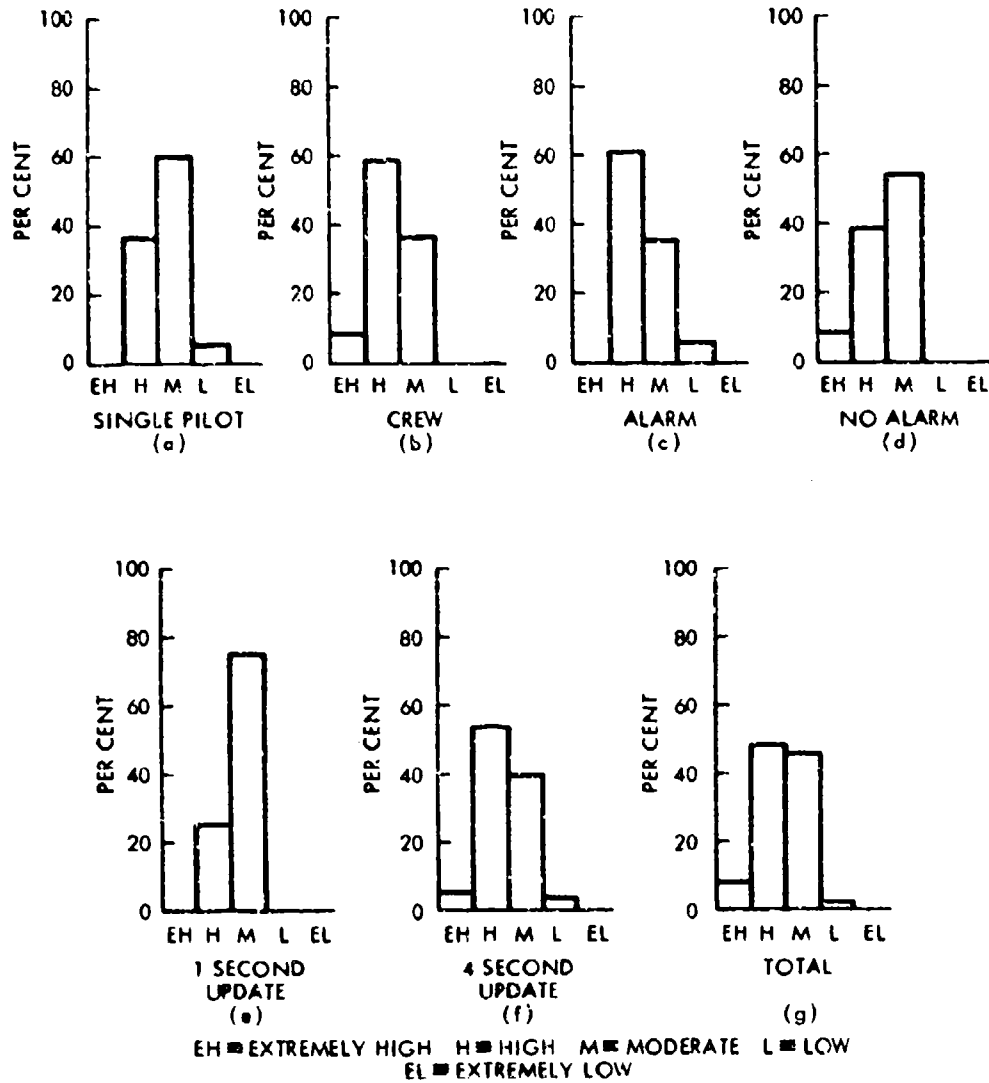 100 100 100 100
80 80 80 80
60 60 60 60
40 40 40 40
20 20 20 20
0 0 0 0
PER CENT PER CENT PER CENT PER CENT
EH H M L EL EH H M L EL EH H M L EL EH H M L EL
SINGLE PILOT CREW ALARM NO ALARM
(a) (b) (c) (d)
100 100 100
80 80 80
60 60 60
40 40 40
20 20 20
0 0 0
PER CENT PER CENT PER CENT
EH H M L EL EH H M L EL EH H M L EL
1 SECOND 4 SECOND TOTAL
UPDATE UPDATE
(e) (f) (g)
EH = EXTREMELY HIGH H = HIGH M = MODERATE L = LOW
EL = EXTREMELY LOW